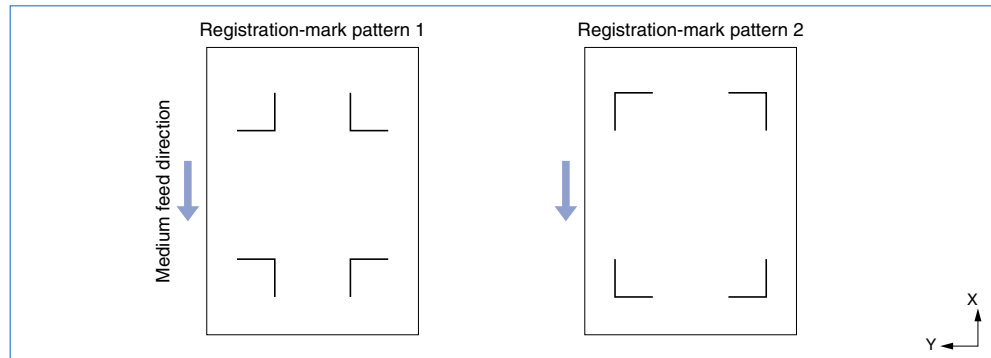 Registration-mark pattern 1
Registration-mark pattern 2
Medium feed direction
X
Y